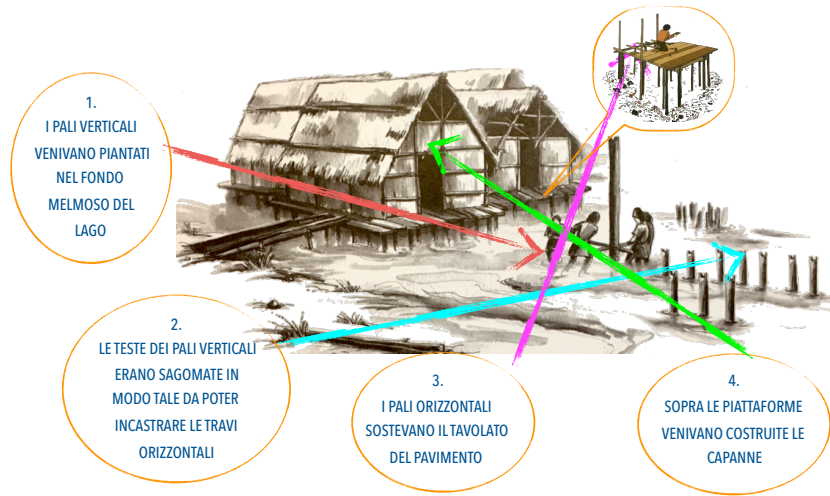 1.
I PALI VERTICALI
VENIVANO PIANTATI
NEL FONDO
MELMOSO DEL
LAGO
2.
LE TESTE DEI PALI VERTICALI
ERANO SAGOMATE IN
MODO TALE DA POTER
INCASTRARE LE TRAVI
ORIZZONTALI
3.
I PALI ORIZZONTALI
SOSTEVANO IL TAVOLATO
DEL PAVIMENTO
4.
SOPRA LE PIATTAFORME
VENIVANO COSTRUITE LE
CAPANNE